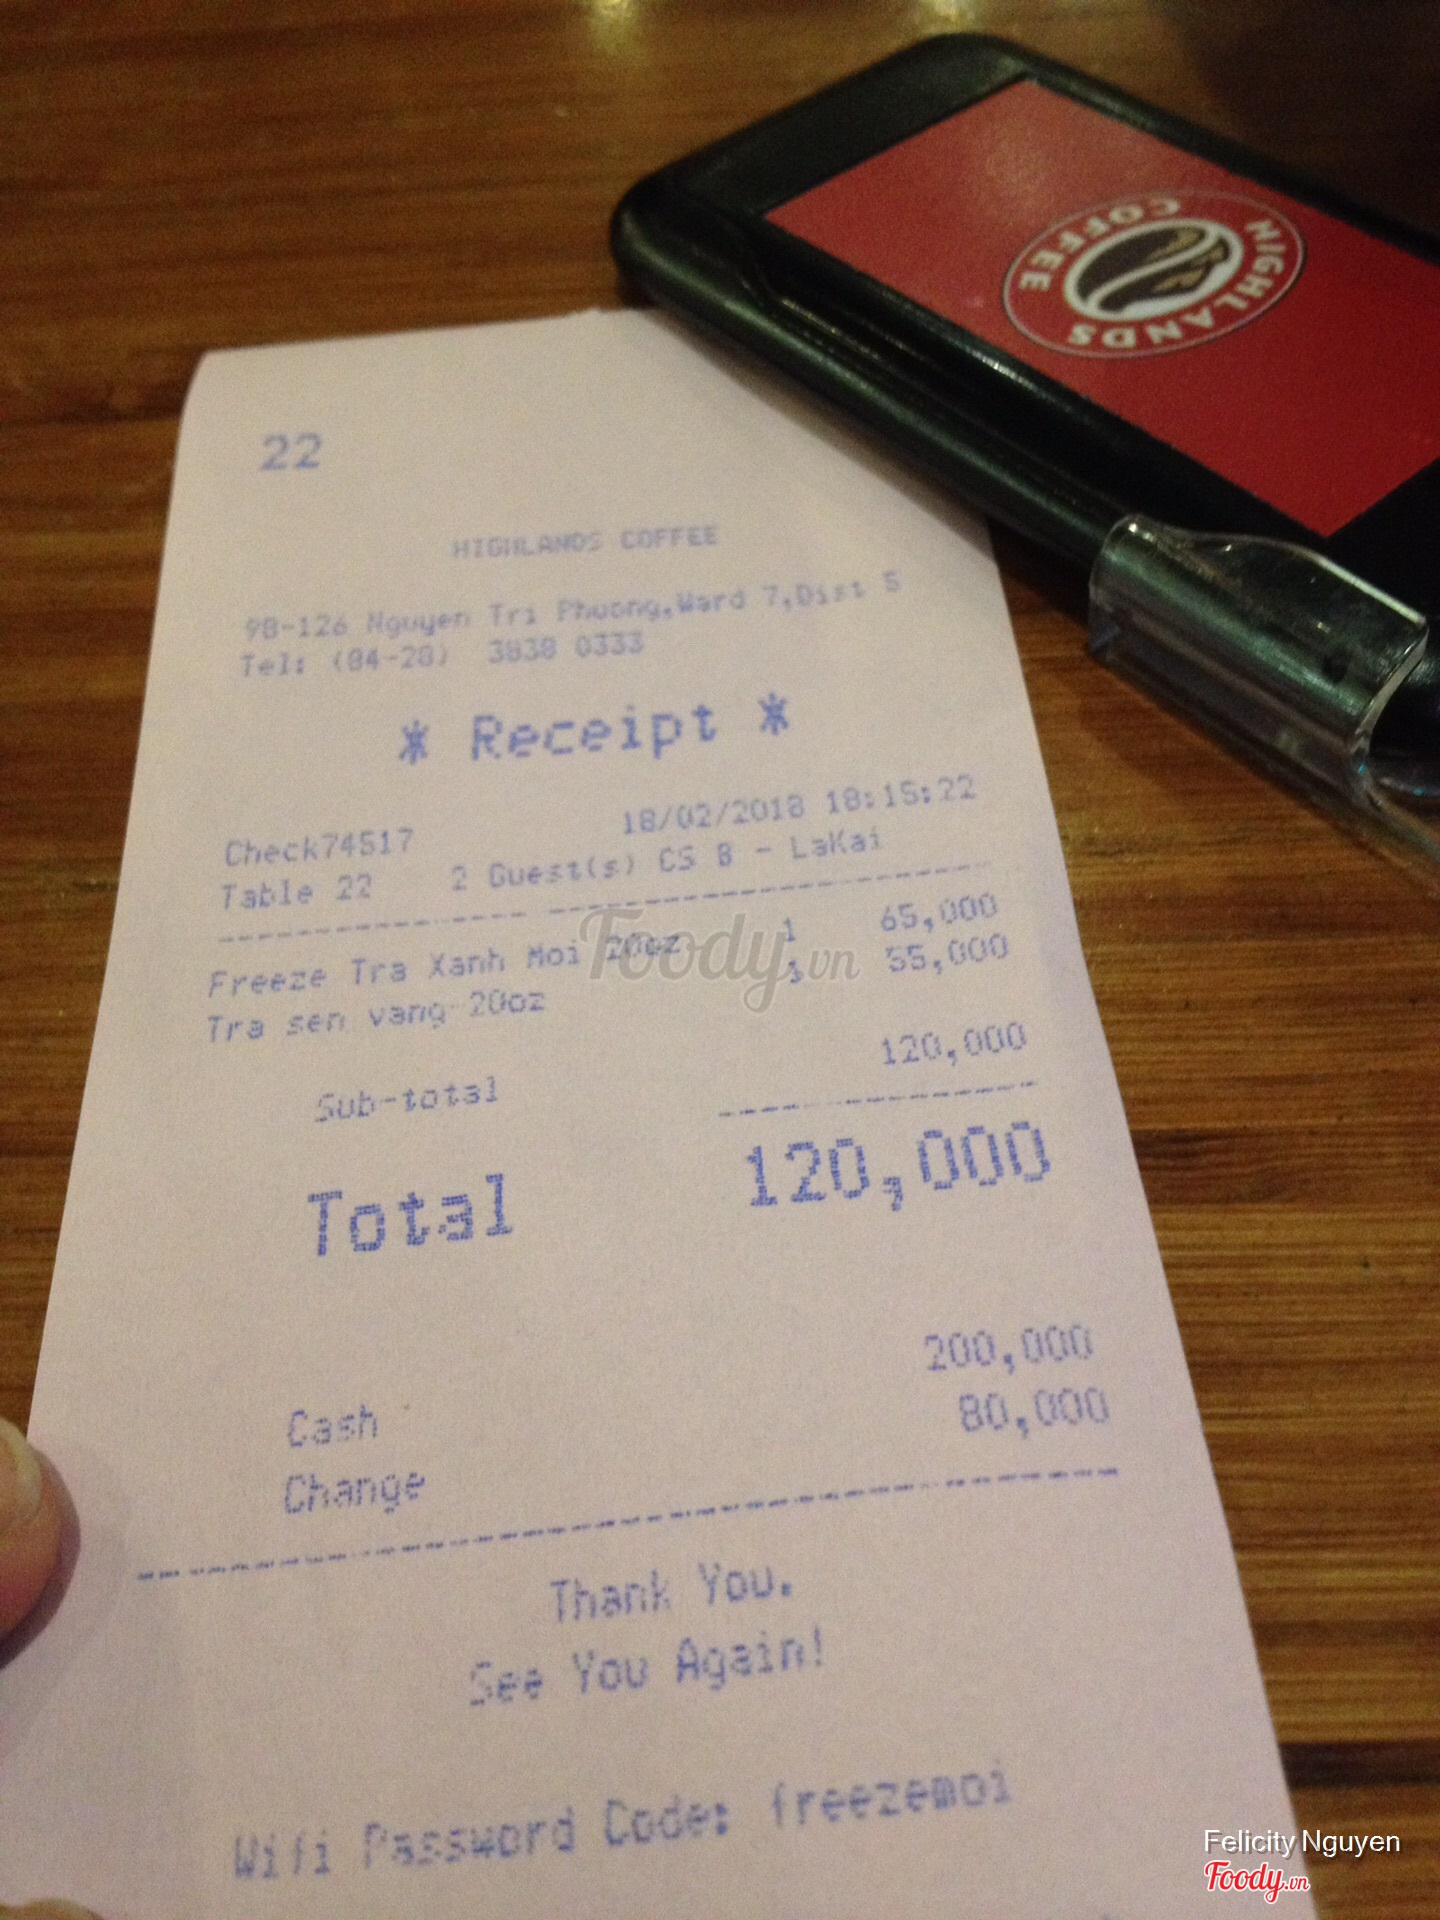 22
HIGHLANDS COFFEE
98-126 Nguyen Tri Phuong,Ward 7,Dist 5
Tel: (84-28) 3838 0333
* Receipt *
Check74517 18/02/2018 18:15:22
Table 22 2 Guest(s) CS 8 - LaKai
Freeze Tra Xanh Moi 20oz 1 65,000
Tra sen vang 20oz 1 55,000
Sub-total 120,000
Total 120,000
Cash 200,000
Change 80,000
Thank You.
See You Again!
Wifi Password Code: freezemoi
HIGHLANDS COFFEE
Foody.vn
Felicity Nguyen
Foody.vn